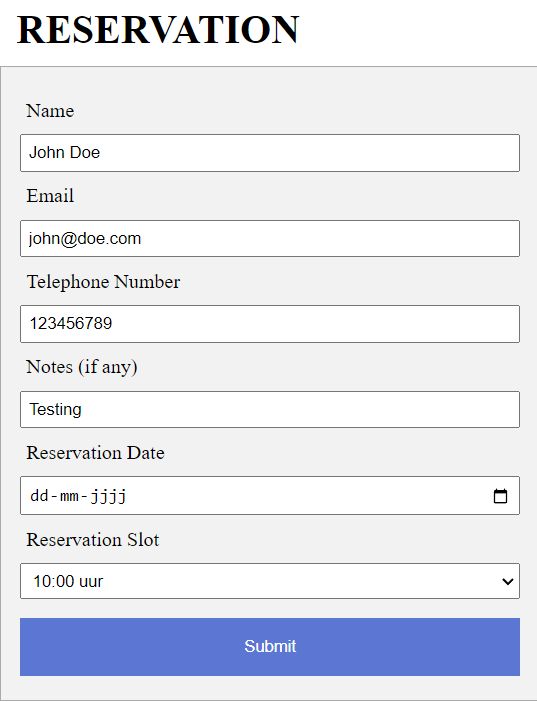 RESERVATION
Name
John Doe
Email
john@doe.com
Telephone Number
123456789
Notes (if any)
Testing
Reservation Date
dd-mm-jjjj
Reservation Slot
10:00 uur
Submit